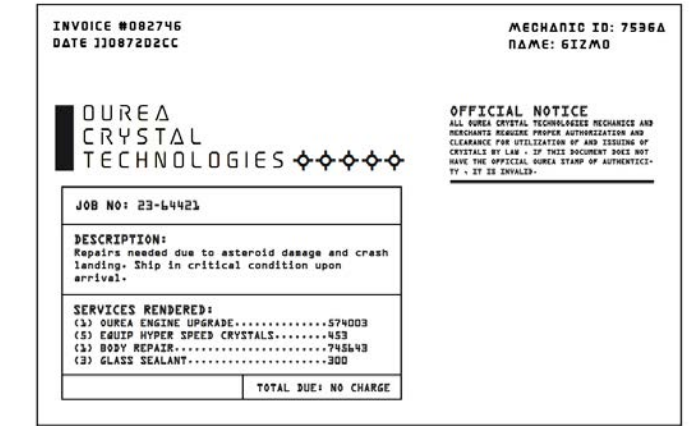 INVOICE #082746
DATE JJ0872D2CC
MECHANIC ID: 7536A
NAME: GIZMO
OUREA
CRYSTAL
TECHNOLOGIES
OFFICIAL NOTICE
ALL OUREA CRYSTAL TECHNOLOGIES MECHANICS AND
MERCHANTS REQUIRE PROPER AUTHORIZATION AND
CLEARANCE FOR UTILIZATION OF AND ISSUING OF
CRYSTALS BY LAW . IF THIS DOCUMENT DOES NOT
HAVE THE OFFICIAL OUREA STAMP OF AUTHENTICI-
TY , IT IS INVALID.
JOB NO: 23-64421
DESCRIPTION:
Repairs needed due to asteroid damage and crash
landing. Ship in critical condition upon
arrival.
SERVICES RENDERED:
(1) OUREA ENGINE UPGRADE...............574003
(5) EQUIP HYPER SPEED CRYSTALS........453
(1) BODY REPAIR.........................745643
(3) GLASS SEALANT.......................300
TOTAL DUE: NO CHARGE